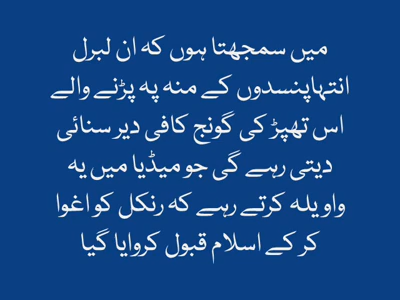 میں سمجھتا ہوں کہ ان لبرل
انتہاپنسدوں کے منہ پہ پڑنے والے
اس تھپڑ کی گونج کافی دیر سنائی
دیتی رہے گی جو میڈیا میں یہ
واویلہ کرتے رہے کہ رنکل کو اغوا
کر کے اسلام قبول کروایا گیا